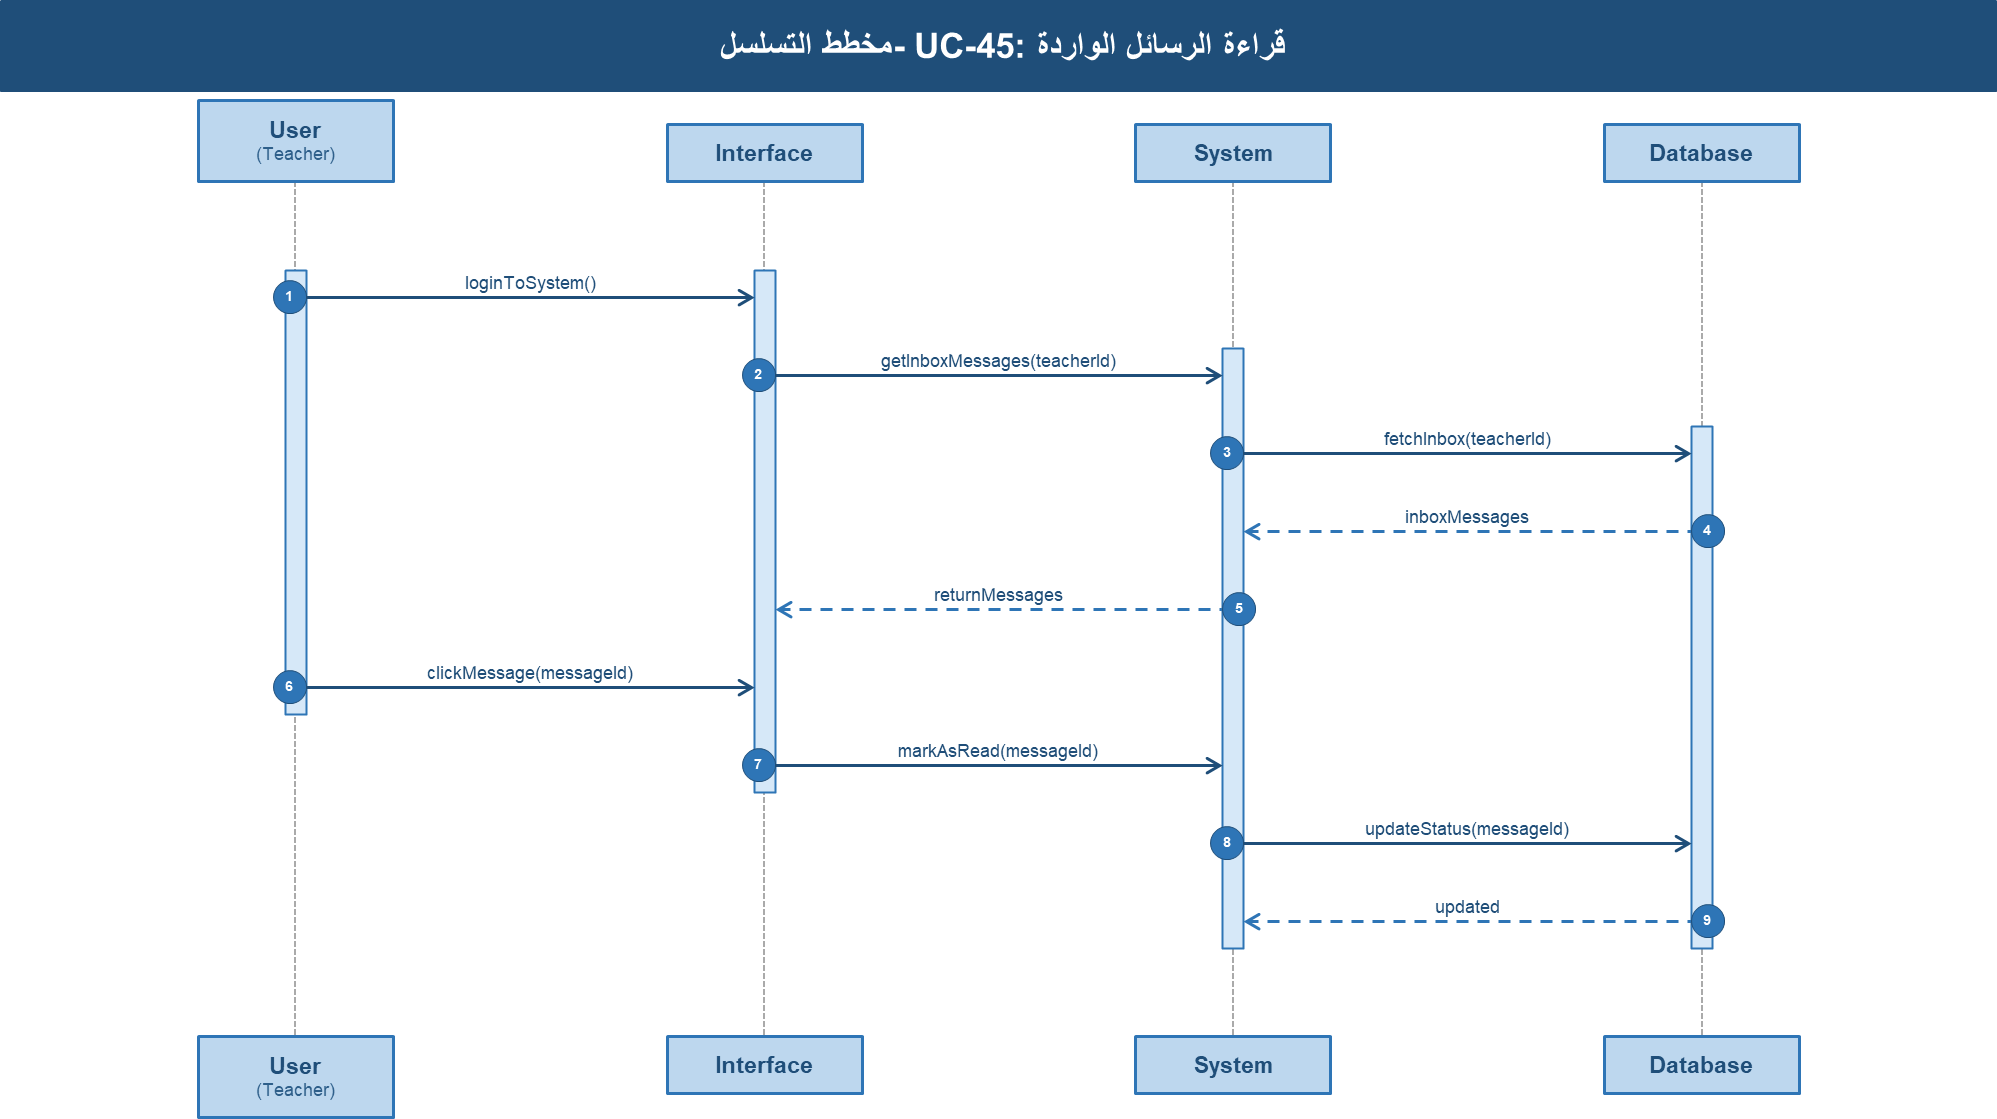 مخطط التسلسل - UC-45: قراءة الرسائل الواردة
User
(Teacher)
Interface
System
Database
1
loginToSystem()
2
getInboxMessages(teacherId)
3
fetchInbox(teacherId)
inboxMessages
4
returnMessages
5
6
clickMessage(messageId)
7
markAsRead(messageId)
8
updateStatus(messageId)
updated
9
User
(Teacher)
Interface
System
Database